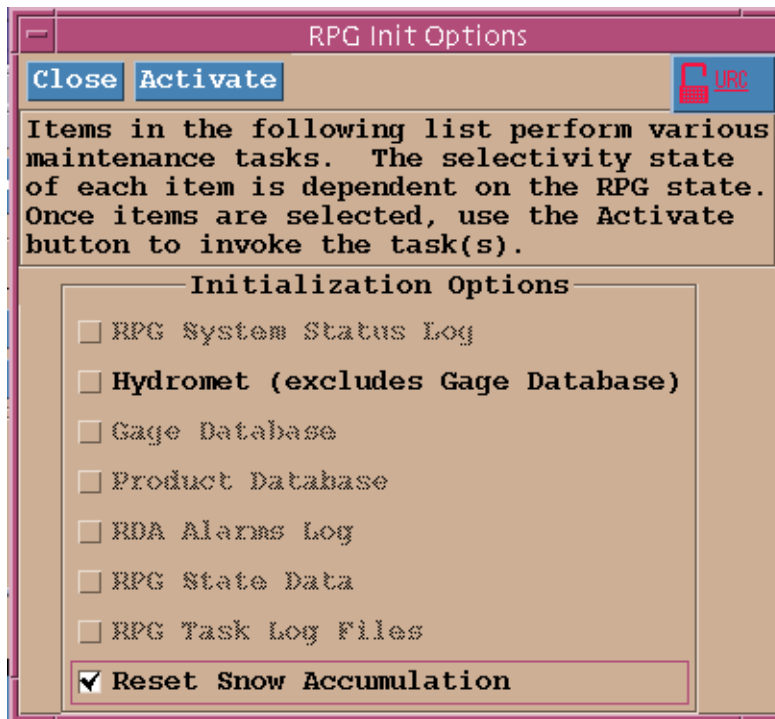 RPG Init Options
Close Activate URC
Items in the following list perform various
maintenance tasks.  The selectivity state
of each item is dependent on the RPG state.
Once items are selected, use the Activate
button to invoke the task(s).
Initialization Options
RPG System Status Log
Hydromet (excludes Gage Database)
Gage Database
Product Database
RDA Alarms Log
RPG State Data
RPG Task Log Files
Reset Snow Accumulation